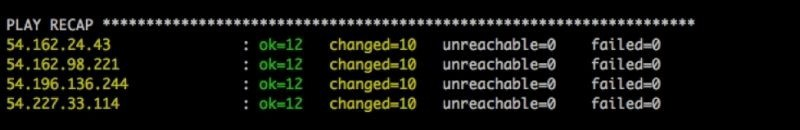 PLAY RECAP ********************************************************************
54.162.24.43 : ok=12 changed=10 unreachable=0 failed=0
54.162.98.221 : ok=12 changed=10 unreachable=0 failed=0
54.196.136.244 : ok=12 changed=10 unreachable=0 failed=0
54.227.33.114 : ok=12 changed=10 unreachable=0 failed=0